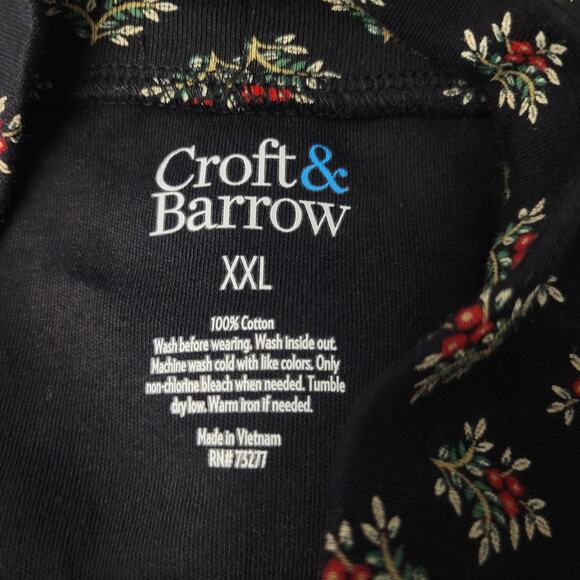 Croft&
Barrow
XXL
100% Cotton
Wash before wearing. Wash inside out.
Machine wash cold with like colors. Only
non-chlorine bleach when needed. Tumble
dry low. Warm iron if needed.
Made in Vietnam
RN# 73277